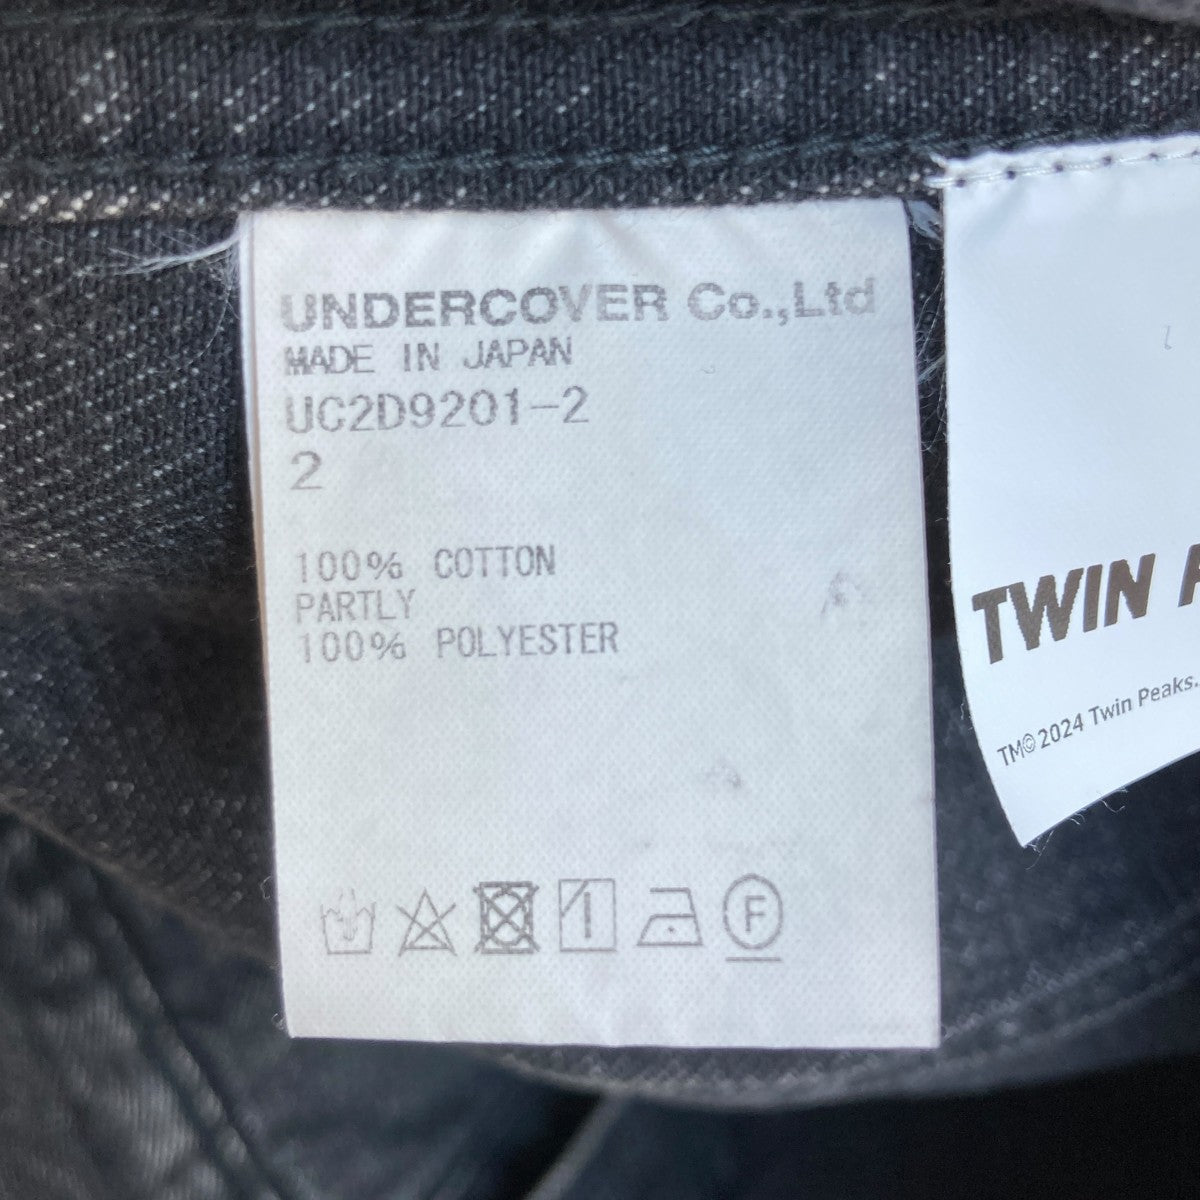 UNDERCOVER Co.,Ltd
MADE IN JAPAN
UC2D9201-2
2
100% COTTON
PARTLY
100% POLYESTER
F
TWIN
TM©2024 Twin Peaks.